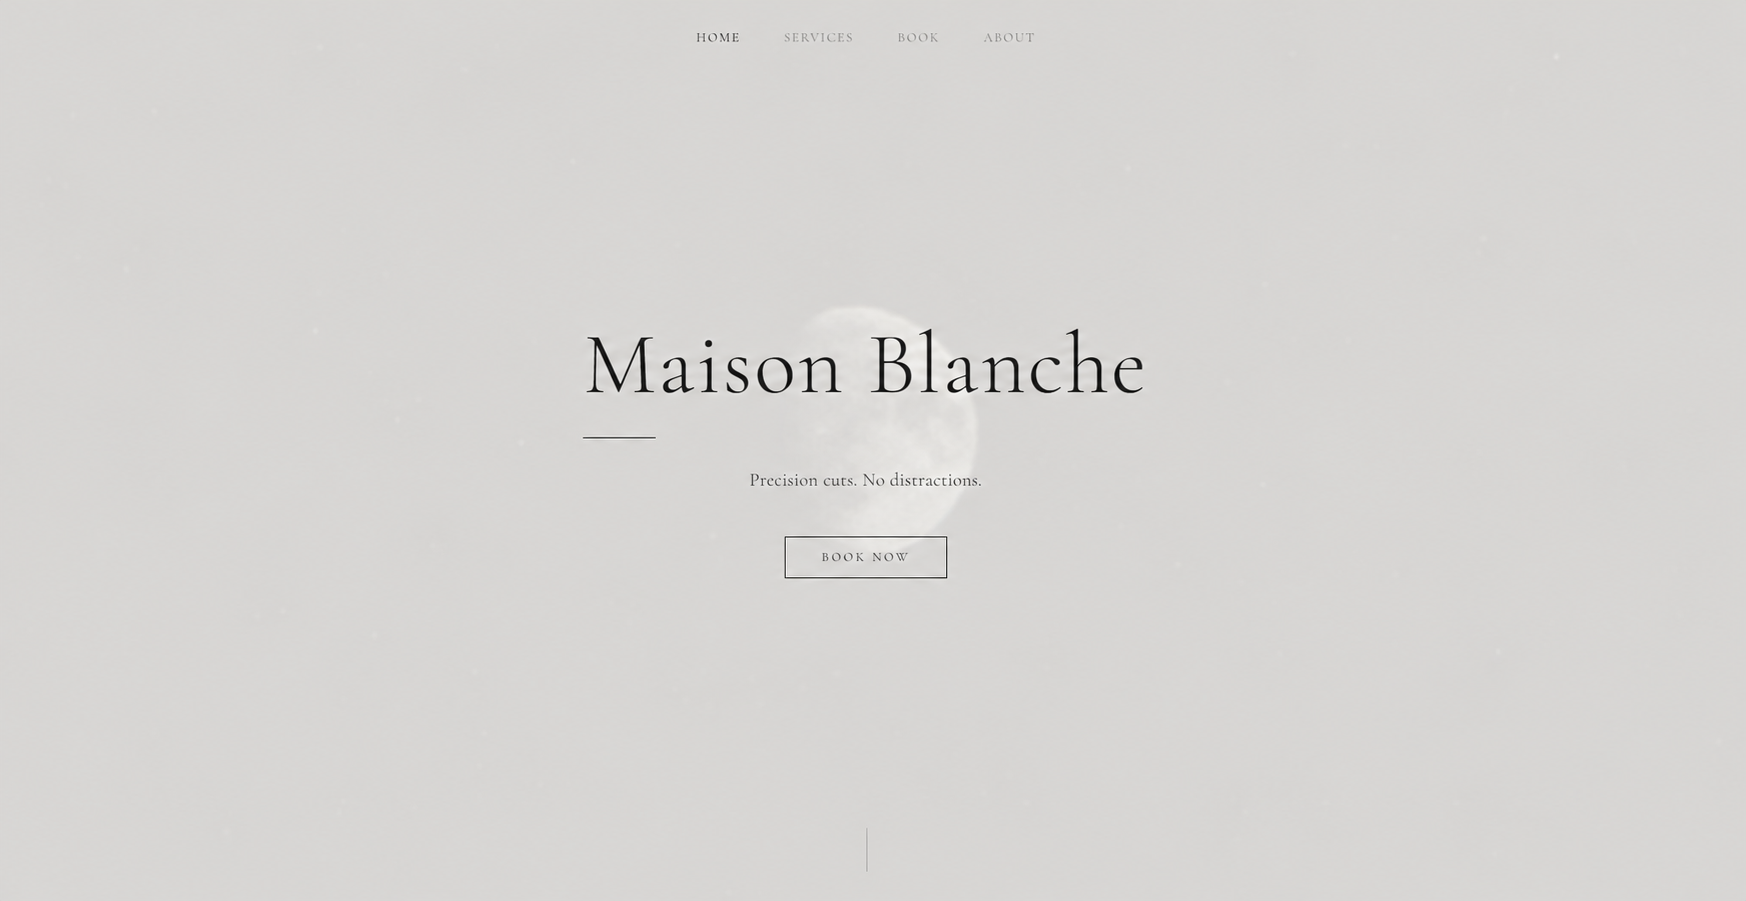 HOME SERVICES BOOK ABOUT
Maison Blanche
Precision cuts. No distractions.
BOOK NOW